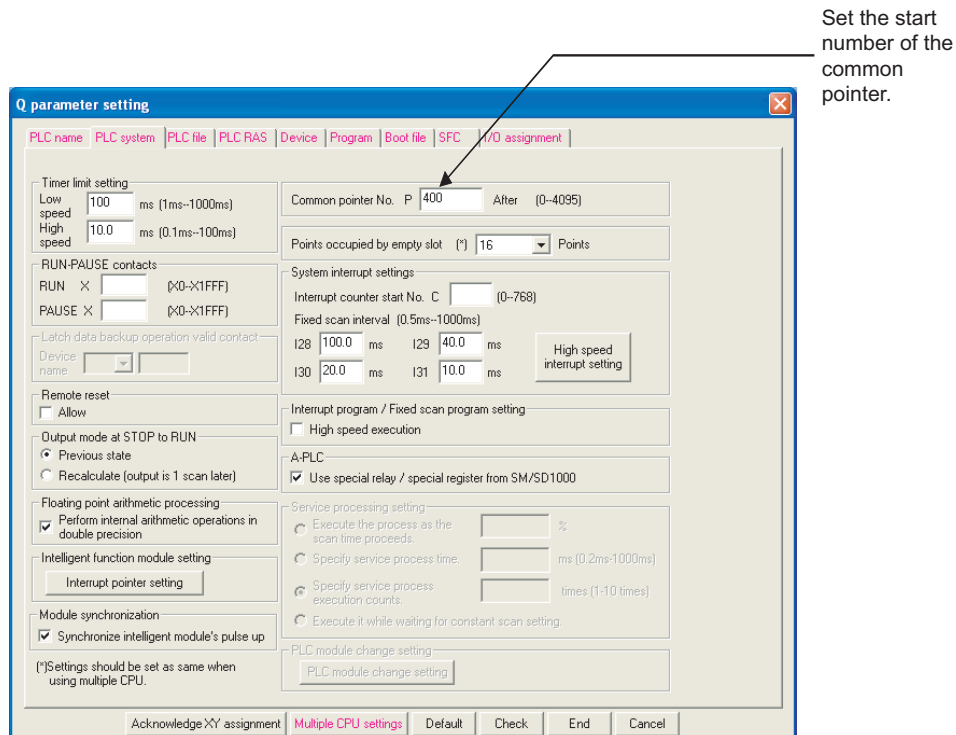 Set the start
number of the
common
pointer.
Q parameter setting
PLC name PLC system PLC file PLC RAS Device Program Boot file SFC I/O assignment
Timer limit setting
Low speed 100 ms (1ms--1000ms)
High speed 10.0 ms (0.1ms--100ms)
RUN-PAUSE contacts
RUN X (X0--X1FFF)
PAUSE X (X0--X1FFF)
Latch data backup operation valid contact
Device name
Remote reset
Allow
Output mode at STOP to RUN
Previous state
Recalculate (output is 1 scan later)
Floating point arithmetic processing
Perform internal arithmetic operations in
double precision
Intelligent function module setting
Interrupt pointer setting
Module synchronization
Synchronize intelligent module's pulse up
(*)Settings should be set as same when
using multiple CPU.
Common pointer No. P 400 After (0--4095)
Points occupied by empty slot (*) 16 Points
System interrupt settings
Interrupt counter start No. C (0--768)
Fixed scan interval (0.5ms--1000ms)
I28 100.0 ms I29 40.0 ms
I30 20.0 ms I31 10.0 ms
High speed
interrupt setting
Interrupt program / Fixed scan program setting
High speed execution
A-PLC
Use special relay / special register from SM/SD1000
Service processing setting
Execute the process as the
scan time proceeds. %
Specify service process time. ms (0.2ms-1000ms)
Specify service process
execution counts. times (1-10 times)
Execute it while waiting for constant scan setting.
PLC module change setting
PLC module change setting
Acknowledge XY assignment Multiple CPU settings Default Check End Cancel